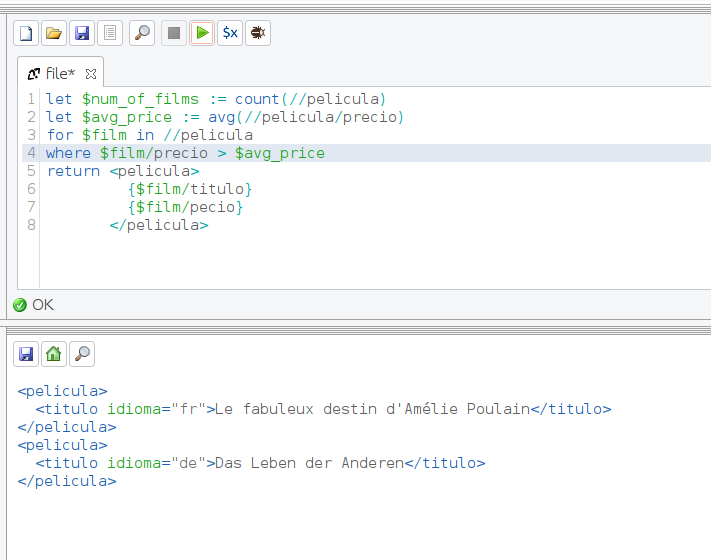 $x
file*
1 let $num_of_films := count(//pelicula)
2 let $avg_price := avg(//pelicula/precio)
3 for $film in //pelicula
4 where $film/precio > $avg_price
5 return <pelicula>
6 {$film/titulo}
7 {$film/pecio}
8 </pelicula>
OK
<pelicula>
<titulo idioma="fr">Le fabuleux destin d'Amélie Poulain</titulo>
</pelicula>
<pelicula>
<titulo idioma="de">Das Leben der Anderen</titulo>
</pelicula>